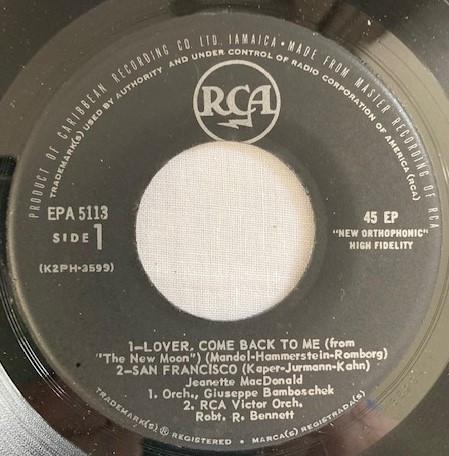 PRODUCT OF CARIBBEAN RECORDING CO. LTD. JAMAICA • MADE FROM MASTER RECORDING OF RCA
TRADEMARK(S) USED BY AUTHORITY AND UNDER CONTROL OF RADIO CORPORATION OF AMERICA (RCA)
RCA
EPA 5113
SIDE 1
(K2PH-3599)
45 EP
"NEW ORTHOPHONIC"
HIGH FIDELITY
1—LOVER, COME BACK TO ME (from
"The New Moon") (Mandel-Hammerstein-Romborg)
2—SAN FRANCISCO (Kaper-Jurmann-Kahn)
Jeanette MacDonald
1. Orch., Giuseppe Bamboschek
2. RCA Victor Orch.
Robt. R. Bennett
TRADEMARK(S) ® REGISTERED • MARCA(S) REGISTRADA(S)